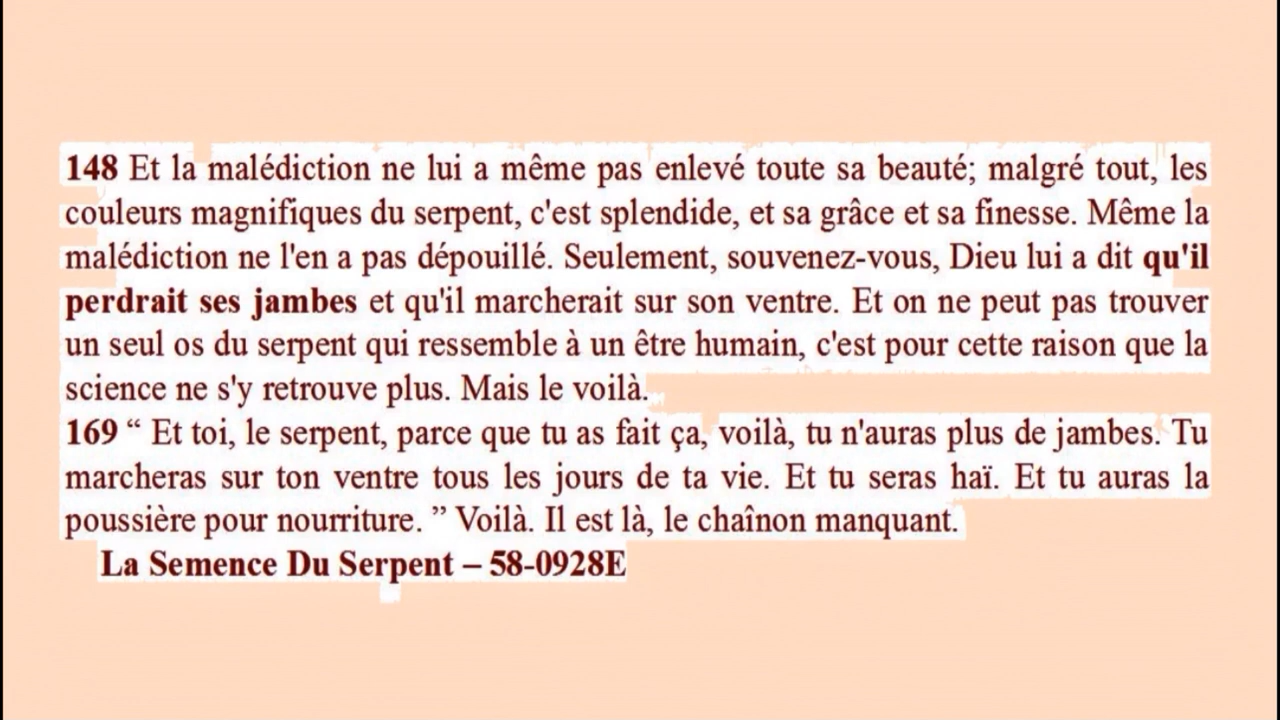 148 Et la malédiction ne lui a même pas enlevé toute sa beauté; malgré tout, les
couleurs magnifiques du serpent, c'est splendide, et sa grâce et sa finesse. Même la
malédiction ne l'en a pas dépouillé. Seulement, souvenez-vous, Dieu lui a dit qu'il
perdrait ses jambes et qu'il marcherait sur son ventre. Et on ne peut pas trouver
un seul os du serpent qui ressemble à un être humain, c'est pour cette raison que la
science ne s'y retrouve plus. Mais le voilà.
169 “ Et toi, le serpent, parce que tu as fait ça, voilà, tu n'auras plus de jambes. Tu
marcheras sur ton ventre tous les jours de ta vie. Et tu seras haï. Et tu auras la
poussière pour nourriture. ” Voilà. Il est là, le chaînon manquant.
La Semence Du Serpent – 58-0928E